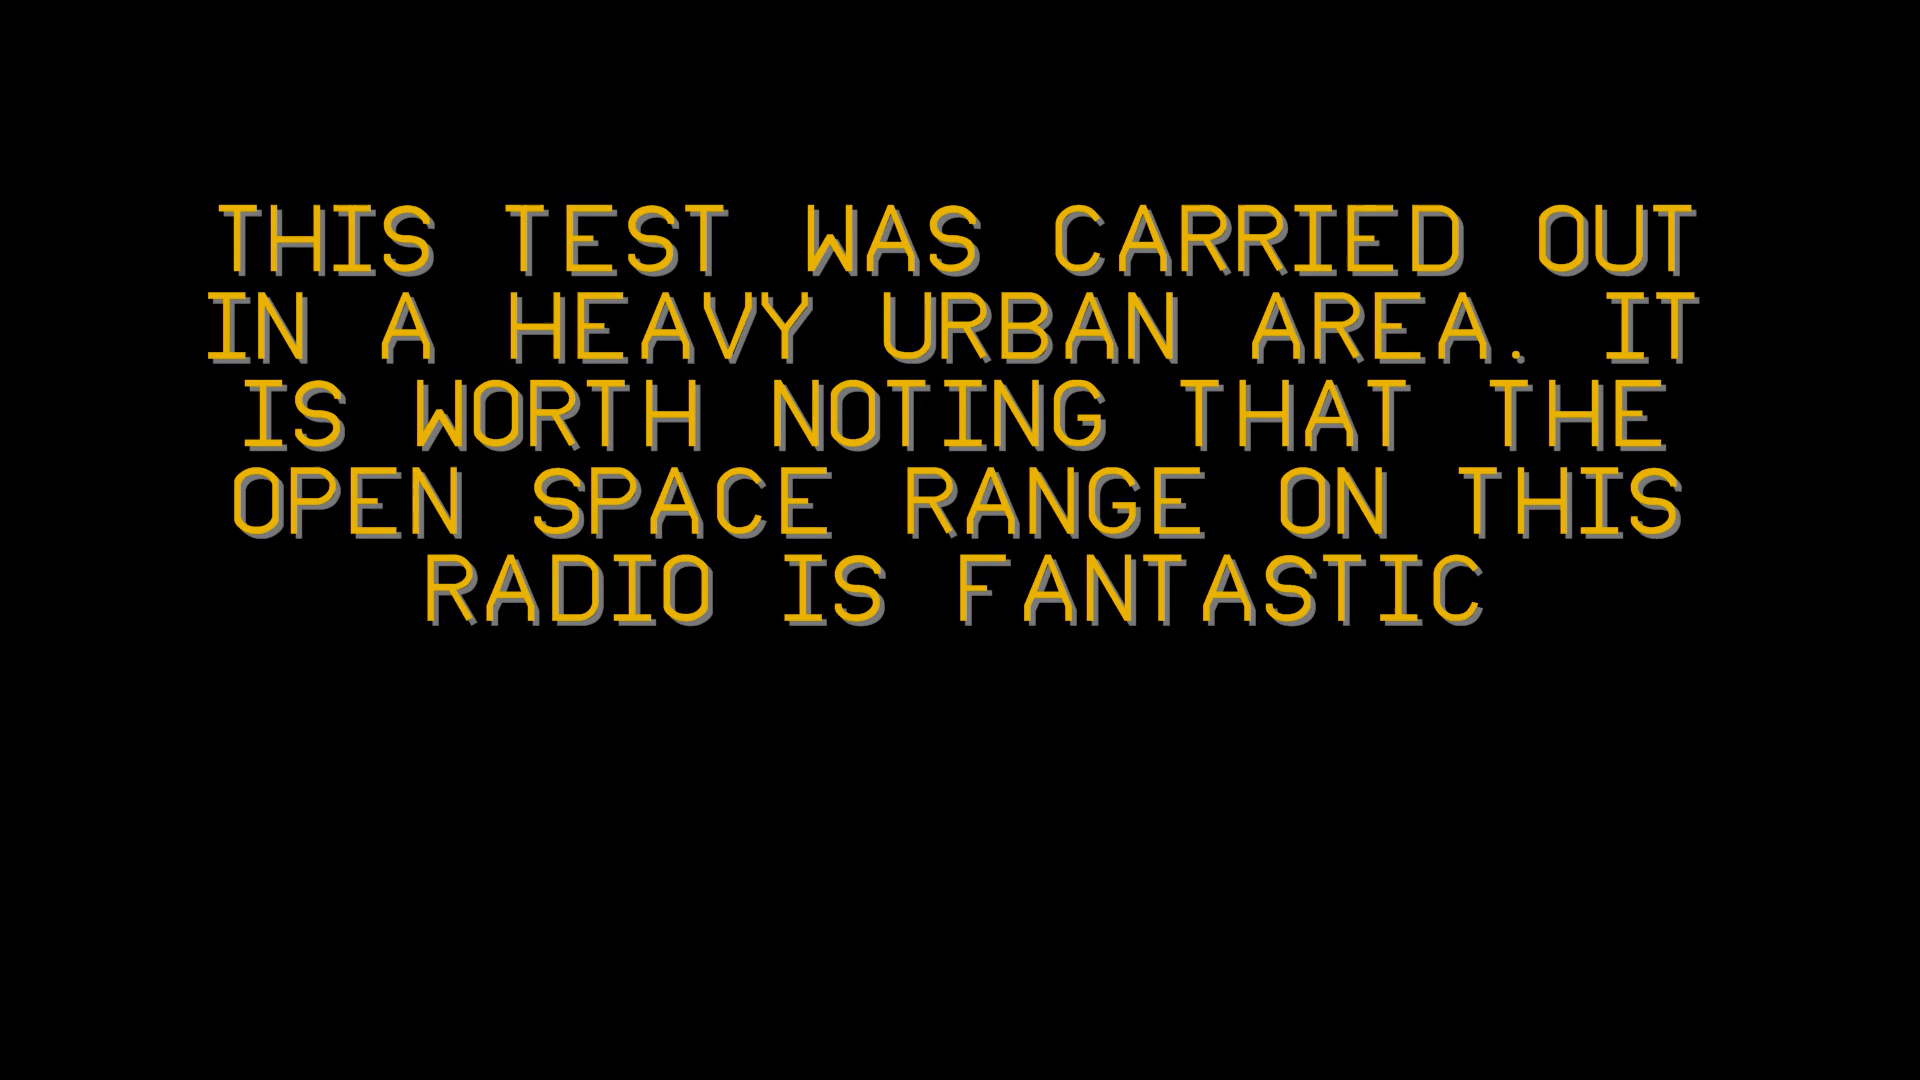 THIS TEST WAS CARRIED OUT
IN A HEAVY URBAN AREA. IT
IS WORTH NOTING THAT THE
OPEN SPACE RANGE ON THIS
RADIO IS FANTASTIC